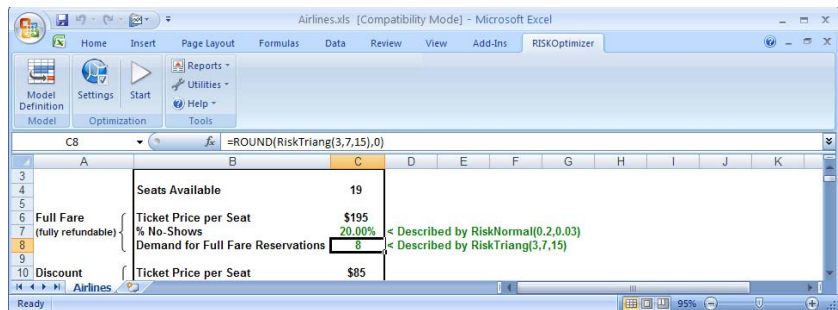 Airlines.xls [Compatibility Mode] - Microsoft Excel
Home Insert Page Layout Formulas Data Review View Add-Ins RISKOptimizer
Model Definition
Settings
Start
Reports
Utilities
Help
Model Optimization Tools
C8 fx =ROUND(RiskTriang(3,7,15),0)
A B C D E F G H I J K
3
4 Seats Available 19
5
6 Full Fare Ticket Price per Seat $195
7 (fully refundable) % No-Shows 20.00% < Described by RiskNormal(0.2,0.03)
8 Demand for Full Fare Reservations 8 < Described by RiskTriang(3,7,15)
9
10 Discount Ticket Price per Seat $85
Airlines
Ready 95%